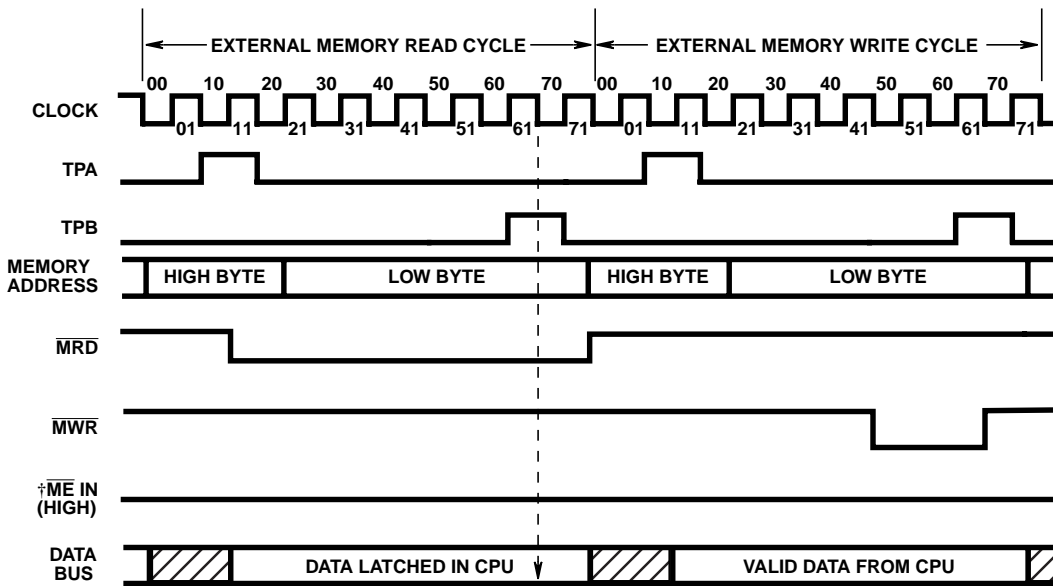 EXTERNAL MEMORY READ CYCLE EXTERNAL MEMORY WRITE CYCLE
00 10 20 30 40 50 60 70 00 10 20 30 40 50 60 70
CLOCK
01 11 21 31 41 51 61 71 01 11 21 31 41 51 61 71
TPA
TPB
MEMORY
ADDRESS
HIGH BYTE LOW BYTE HIGH BYTE LOW BYTE
MRD
MWR
†ME IN
(HIGH)
DATA
BUS
DATA LATCHED IN CPU VALID DATA FROM CPU